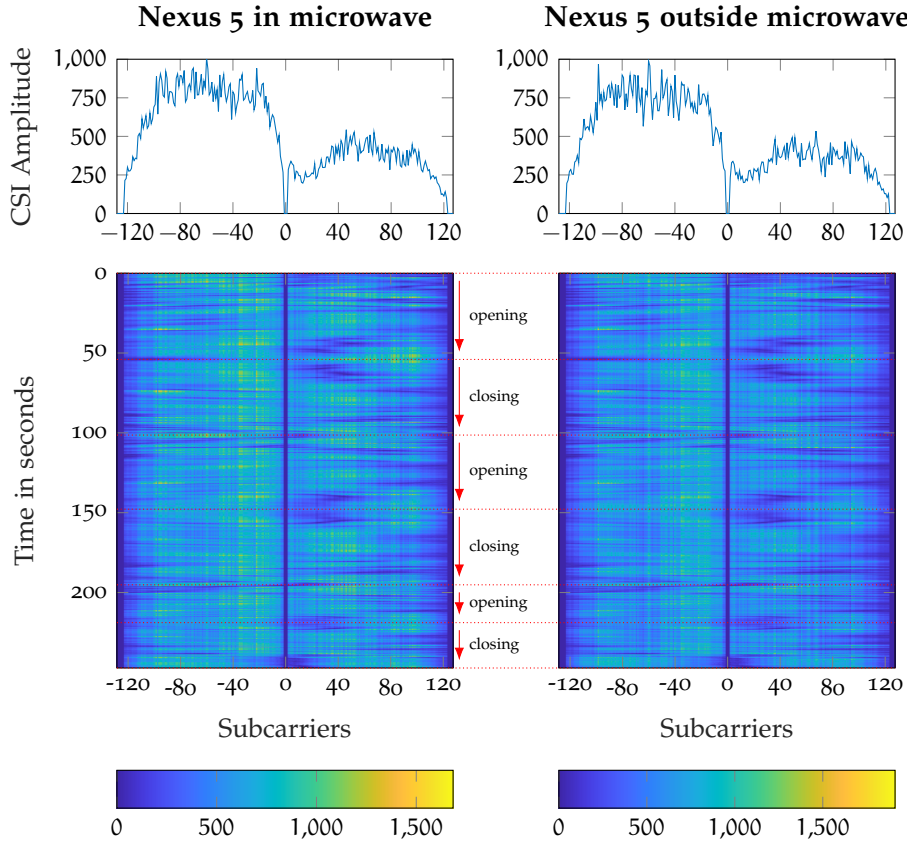 Nexus 5 in microwave
Nexus 5 outside microwave
CSI Amplitude
1,000
750
500
250
0
−120 −80 −40 0 40 80 120
1,000
750
500
250
0
−120 −80 −40 0 40 80 120
Time in seconds
0
50
100
150
200
opening
closing
opening
closing
opening
closing
-120 -80 -40 0 40 80 120
-120 -80 -40 0 40 80 120
Subcarriers
Subcarriers
0 500 1,000 1,500
0 500 1,000 1,500